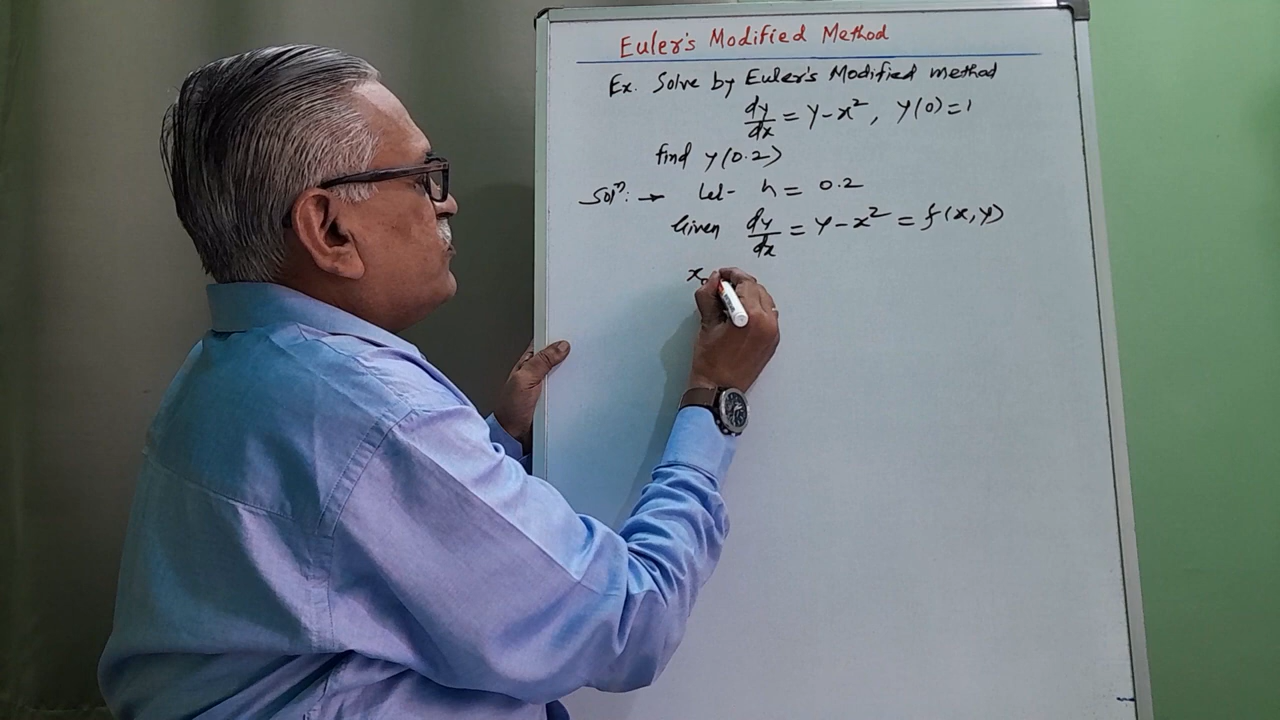 Euler's Modified Method
Ex. Solve by Euler's Modified method
dy/dx = y - x², y(0) = 1
find y(0.2)
Solⁿ: → Let h = 0.2
Given dy/dx = y - x² = f(x, y)
x